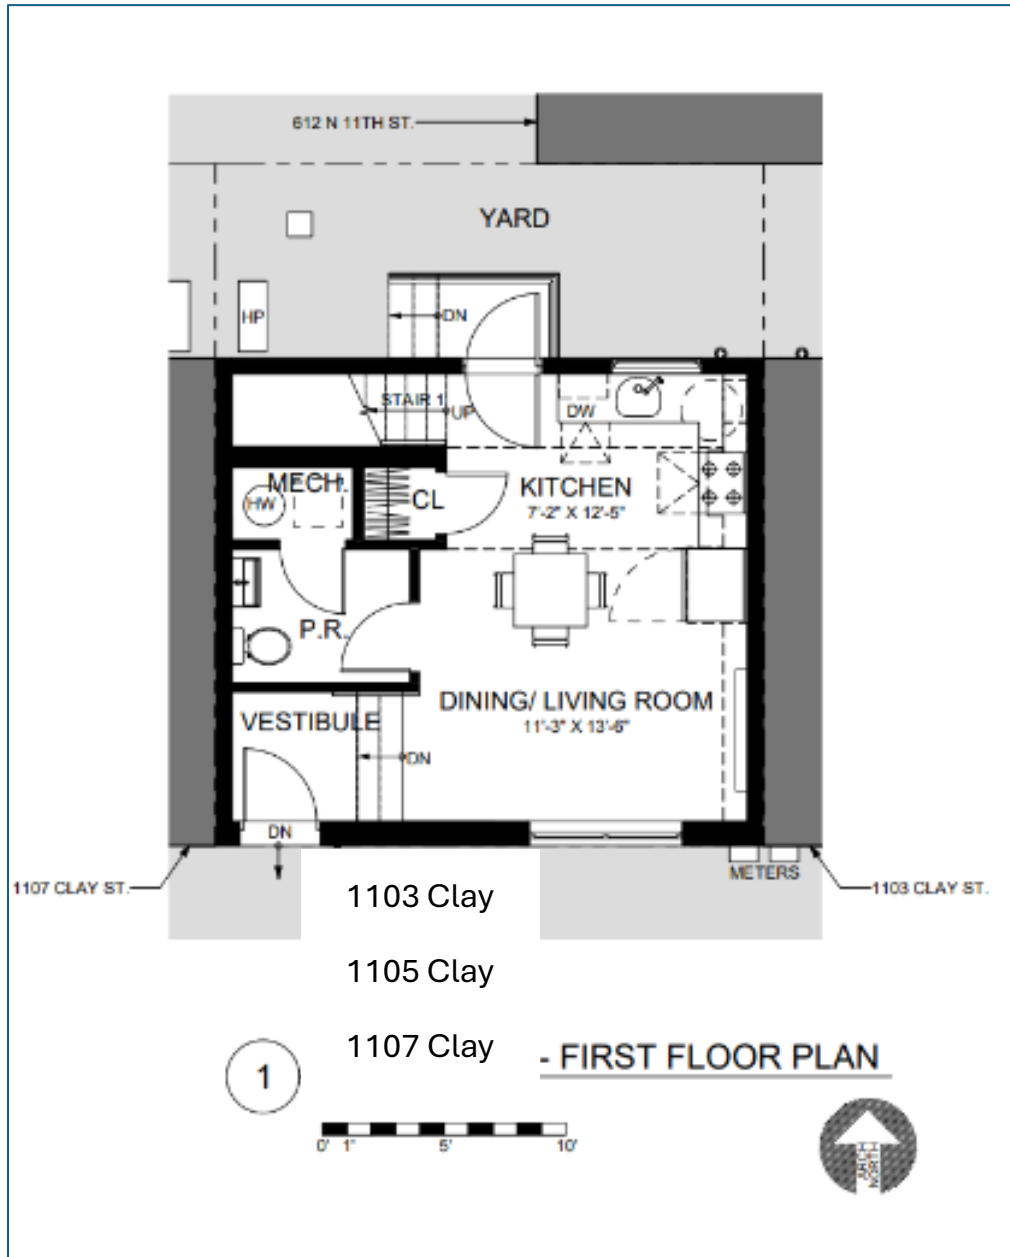 612 N 11TH ST.
YARD
HP
DN
STAIR 1
UP
DW
MECH.
HW
CL
KITCHEN
7'-2" X 12'-5"
P.R.
DINING/ LIVING ROOM
11'-3" X 13'-6"
VESTIBULE
DN
DN
METERS
1107 CLAY ST.
1103 CLAY ST.
1103 Clay
1105 Clay
1107 Clay
1
- FIRST FLOOR PLAN
0' 1' 5' 10'
ARCH
NORTH